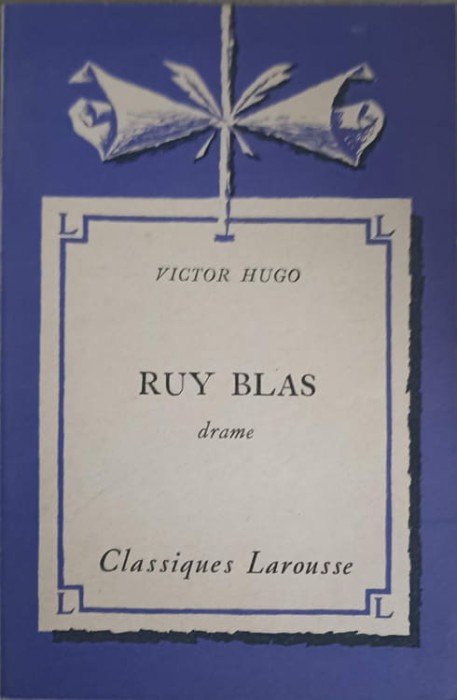 L L
VICTOR HUGO
RUY BLAS
drame
Classiques Larousse
L L